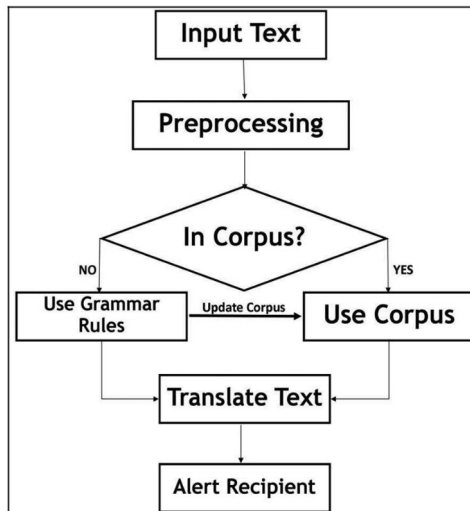 Input Text
Preprocessing
In Corpus?
NO
YES
Use Grammar
Rules
Update Corpus
Use Corpus
Translate Text
Alert Recipient